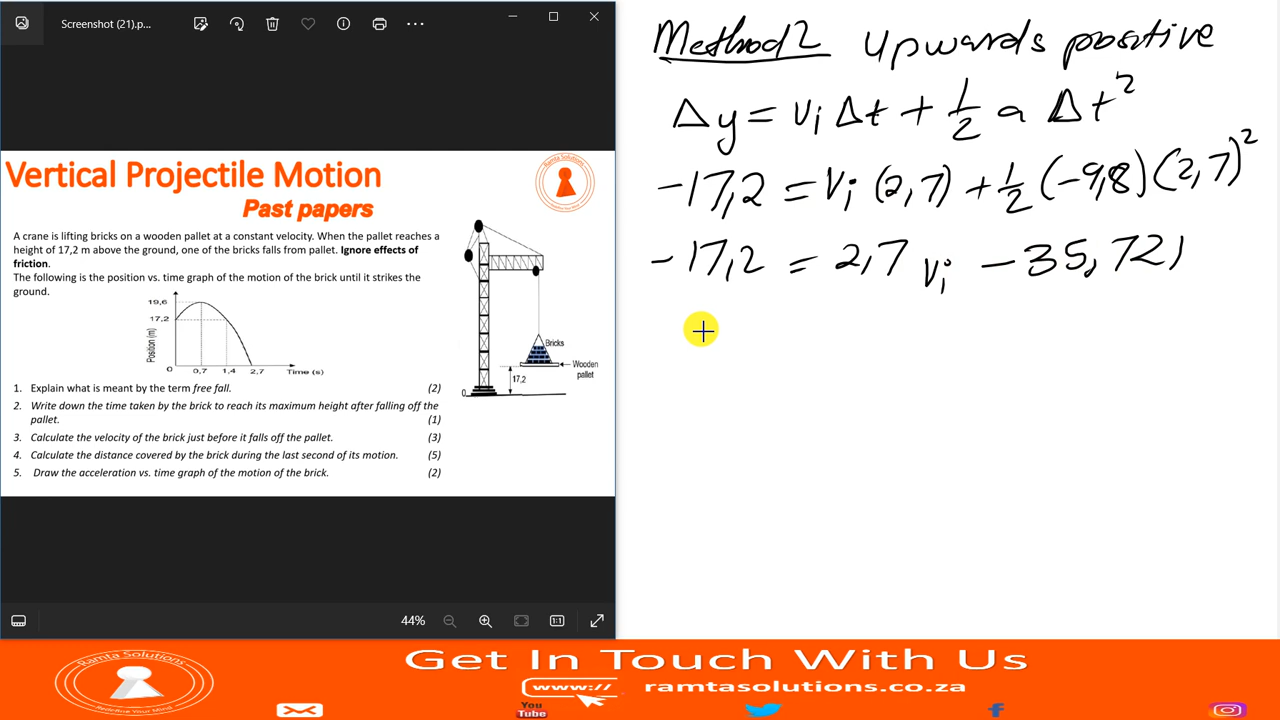 Screenshot (21).p...
Vertical Projectile Motion
Ramta Solutions
Past papers
A crane is lifting bricks on a wooden pallet at a constant velocity. When the pallet reaches a
height of 17,2 m above the ground, one of the bricks falls from pallet. Ignore effects of
friction.
The following is the position vs. time graph of the motion of the brick until it strikes the
ground.
19,6
17,2
Position (m)
0
0,7
1,4
2,7
Time (s)
Bricks
Wooden
pallet
17,2
0
1. Explain what is meant by the term free fall. (2)
2. Write down the time taken by the brick to reach its maximum height after falling off the
pallet. (1)
3. Calculate the velocity of the brick just before it falls off the pallet. (3)
4. Calculate the distance covered by the brick during the last second of its motion. (5)
5. Draw the acceleration vs. time graph of the motion of the brick. (2)
44%
1:1
Method 2 upwards positive
Δy = vi Δt + 1/2 a Δt²
-17,2 = vi (2,7) + 1/2 (-9,8)(2,7)²
-17,2 = 2,7 vi - 35,721
Ramta Solutions
Redefine Your Mind
Get In Touch With Us
www://
ramtasolutions.co.za
You
Tube